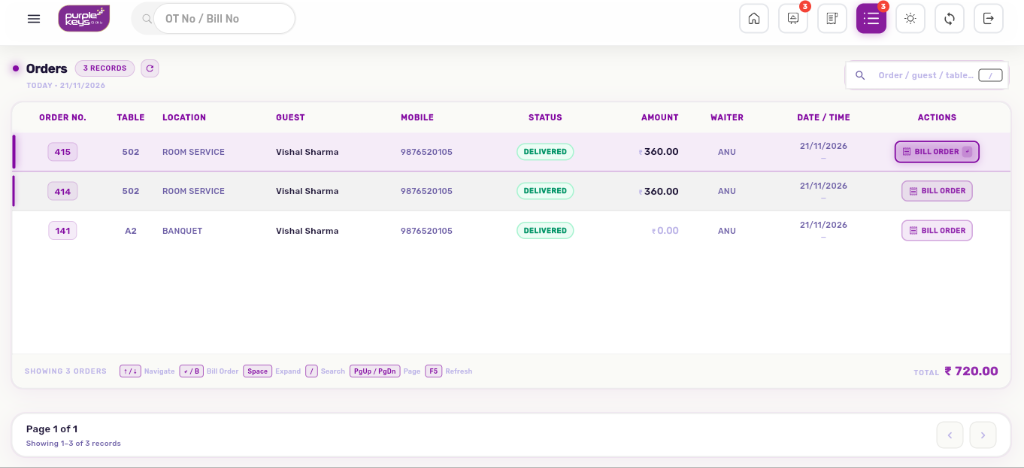 purple keys
OT No / Bill No
3
3
Orders
3 RECORDS
TODAY · 21/11/2026
Order / guest / table... /
ORDER NO. TABLE LOCATION GUEST MOBILE STATUS AMOUNT WAITER DATE / TIME ACTIONS
415 502 ROOM SERVICE Vishal Sharma 9876520105 DELIVERED ₹ 360.00 ANU 21/11/2026 — BILL ORDER
414 502 ROOM SERVICE Vishal Sharma 9876520105 DELIVERED ₹ 360.00 ANU 21/11/2026 — BILL ORDER
141 A2 BANQUET Vishal Sharma 9876520105 DELIVERED ₹ 0.00 ANU 21/11/2026 — BILL ORDER
SHOWING 3 ORDERS ↑/↓ Navigate / B Bill Order Space Expand / Search PgUp / PgDn Page F5 Refresh TOTAL ₹ 720.00
Page 1 of 1
Showing 1–3 of 3 records